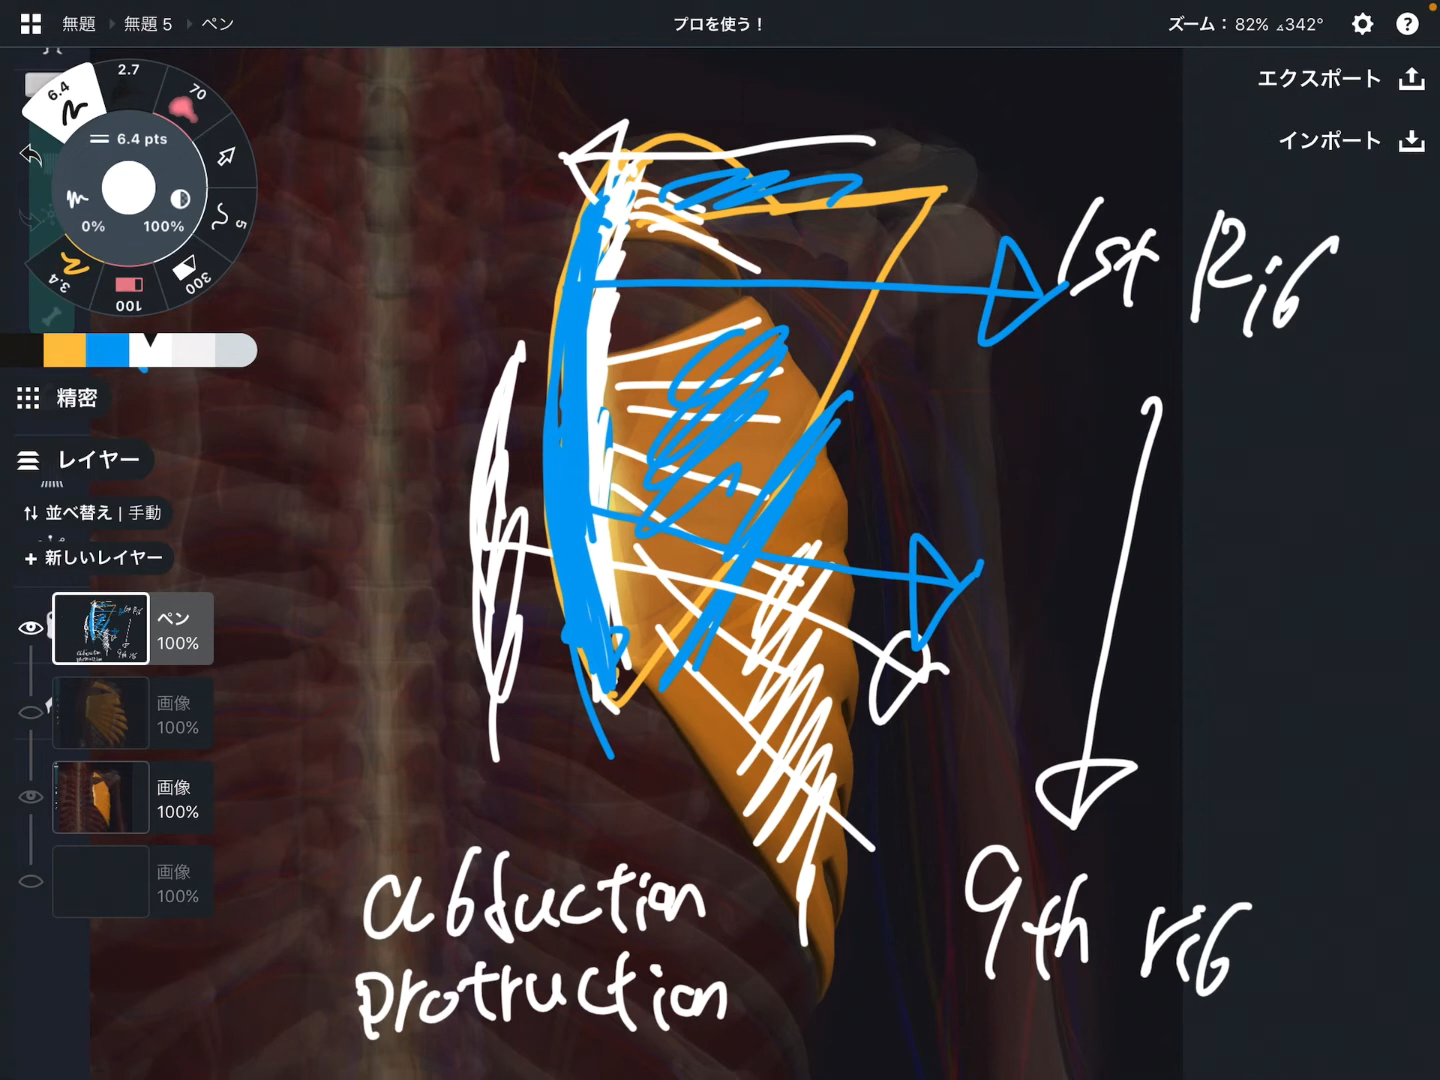 無題 無題 5 ペン
プロを使う！
ズーム： 82% ⊿342°
エクスポート
インポート
2.7
6.4
70
6.4 pts
0% 100%
5
3.4
100
300
精密
レイヤー
並べ替え | 手動
+ 新しいレイヤー
ペン
100%
画像
100%
画像
100%
画像
100%
1st Rib
9th rib
abduction
protruction